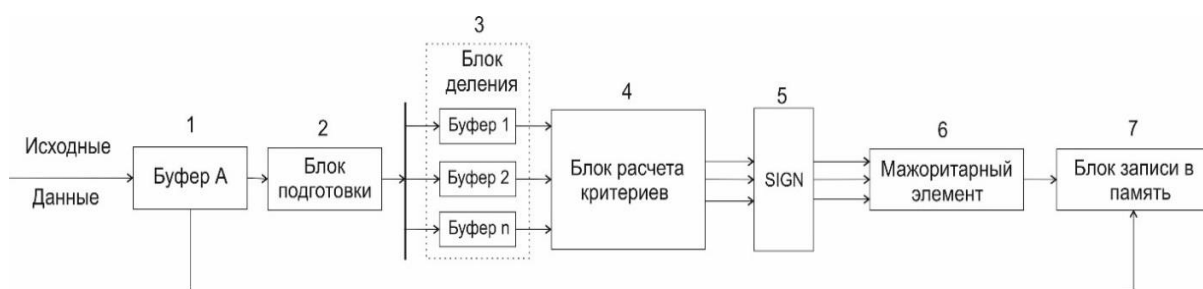 Исходные
Данные
1
Буфер А
2
Блок
подготовки
3
Блок
деления
Буфер 1
Буфер 2
Буфер n
4
Блок расчета
критериев
5
SIGN
6
Мажоритарный
элемент
7
Блок записи в
память